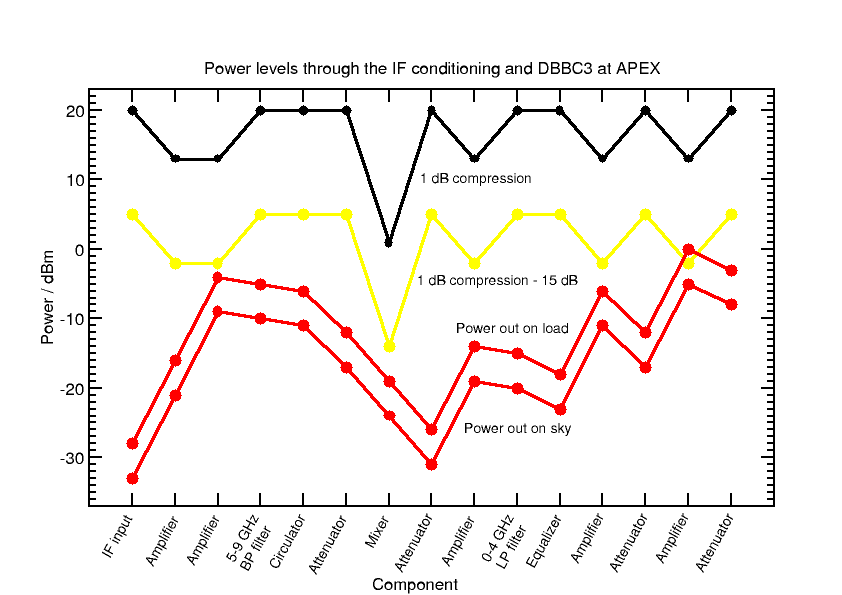 Power levels through the IF conditioning and DBBC3 at APEX
20
10
0
-10
-20
-30
Power / dBm
1 dB compression
1 dB compression - 15 dB
Power out on load
Power out on sky
IF input
Amplifier
Amplifier
5-9 GHz
BP filter
Circulator
Attenuator
Mixer
Attenuator
Amplifier
0-4 GHz
LP filter
Equalizer
Amplifier
Attenuator
Amplifier
Attenuator
Component